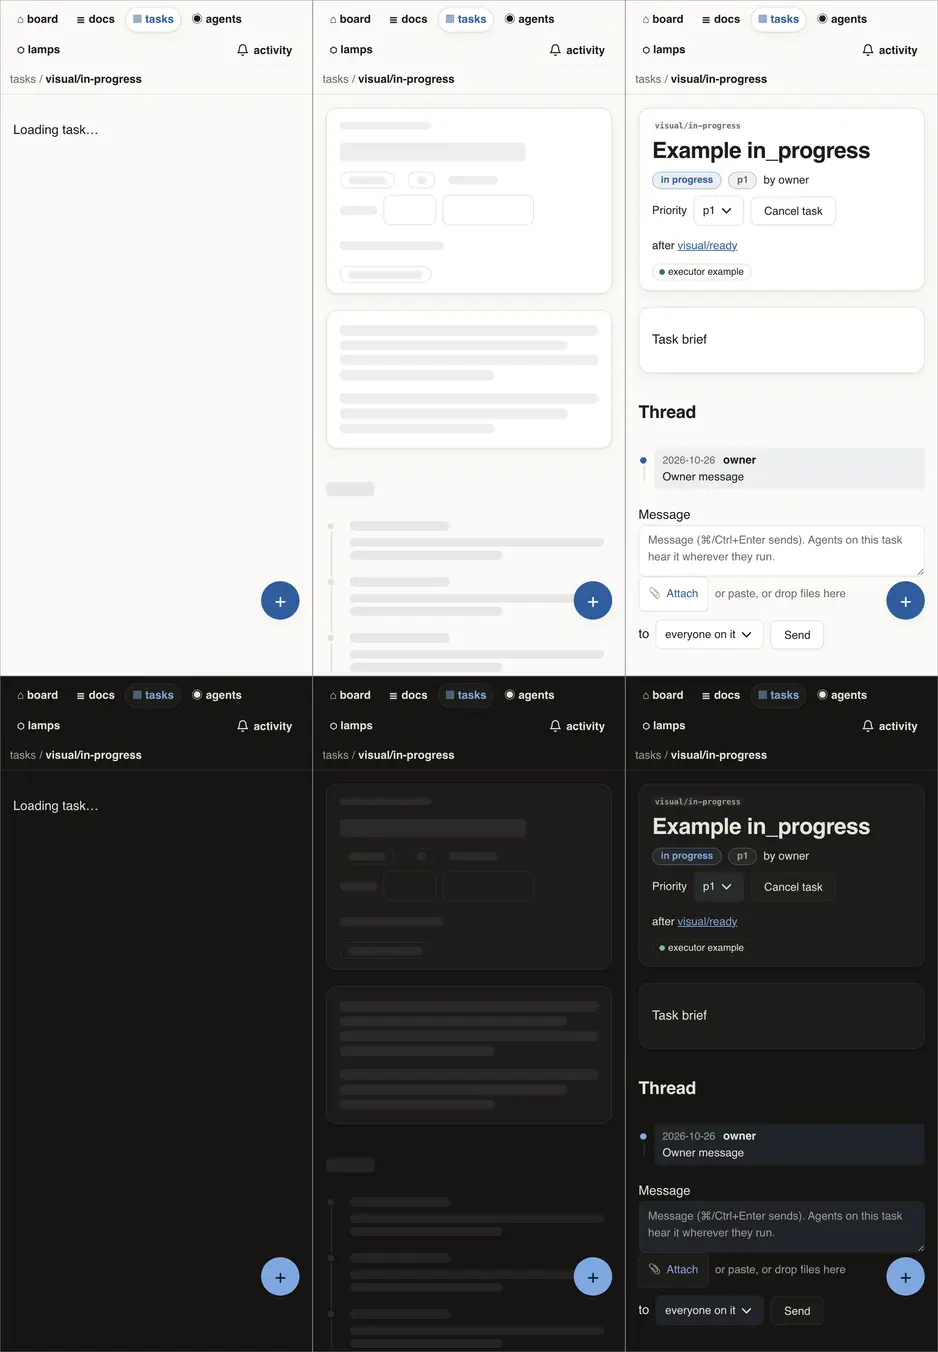 board docs tasks agents
lamps activity
tasks / visual/in-progress
Loading task…
+
board docs tasks agents
lamps activity
tasks / visual/in-progress
+
board docs tasks agents
lamps activity
tasks / visual/in-progress
visual/in-progress
Example in_progress
in progress p1 by owner
Priority p1 Cancel task
after visual/ready
executor example
Task brief
Thread
2026-10-26 owner
Owner message
Message
Message (⌘/Ctrl+Enter sends). Agents on this task
hear it wherever they run.
Attach or paste, or drop files here
+
to everyone on it Send
board docs tasks agents
lamps activity
tasks / visual/in-progress
Loading task…
+
board docs tasks agents
lamps activity
tasks / visual/in-progress
+
board docs tasks agents
lamps activity
tasks / visual/in-progress
visual/in-progress
Example in_progress
in progress p1 by owner
Priority p1 Cancel task
after visual/ready
executor example
Task brief
Thread
2026-10-26 owner
Owner message
Message
Message (⌘/Ctrl+Enter sends). Agents on this task
hear it wherever they run.
Attach or paste, or drop files here
+
to everyone on it Send